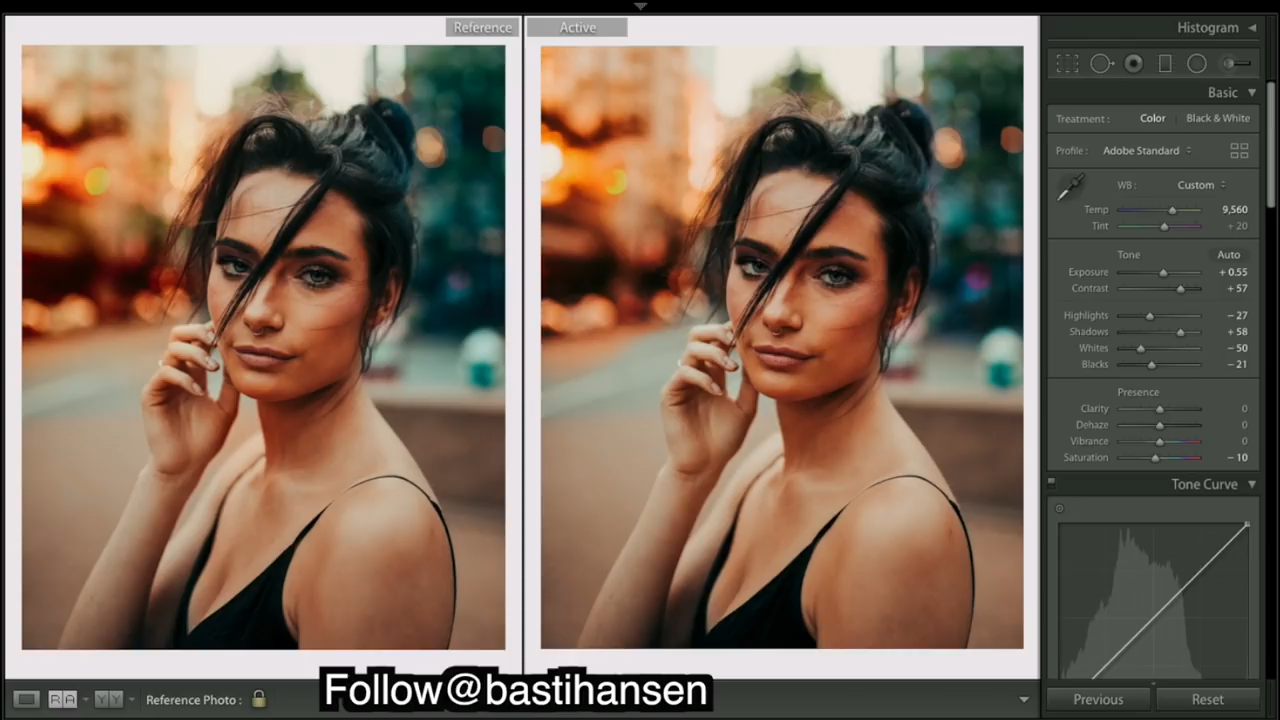 Reference
Active
Histogram
Basic
Treatment : Color Black & White
Profile : Adobe Standard
WB : Custom
Temp 9,560
Tint + 20
Tone Auto
Exposure + 0.55
Contrast + 57
Highlights − 27
Shadows + 58
Whites − 50
Blacks − 21
Presence
Clarity 0
Dehaze 0
Vibrance 0
Saturation − 10
Tone Curve
R A Y Y Reference Photo :
Follow@bastihansen
Previous Reset